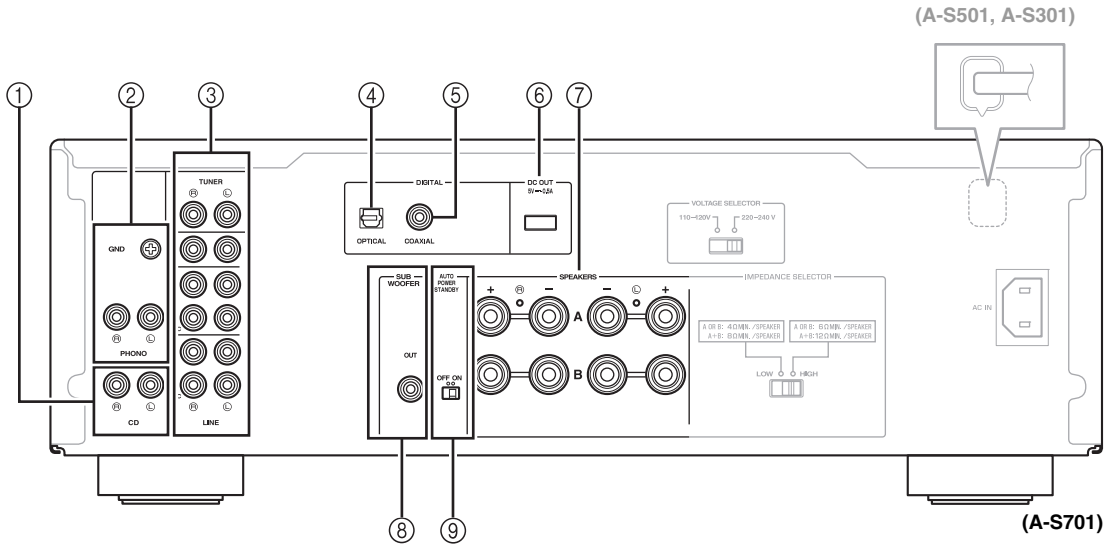 (A-S501, A-S301)
① ② ③ ④ ⑤ ⑥ ⑦
TUNER
R L
DIGITAL
DC OUT
5V 0.5A
OPTICAL
COAXIAL
VOLTAGE SELECTOR
110–120V 220–240 V
GND
R L
PHONO
R L
CD
R L
LINE
SUB
WOOFER
OUT
AUTO
POWER
STANDBY
OFF ON
SPEAKERS
+ R − − L +
A
B
IMPEDANCE SELECTOR
A OR B: 4ΩMIN. /SPEAKER
A+B: 8ΩMIN. /SPEAKER
A OR B: 6ΩMIN. /SPEAKER
A+B:12ΩMIN. /SPEAKER
LOW HIGH
AC IN
⑧ ⑨
(A-S701)